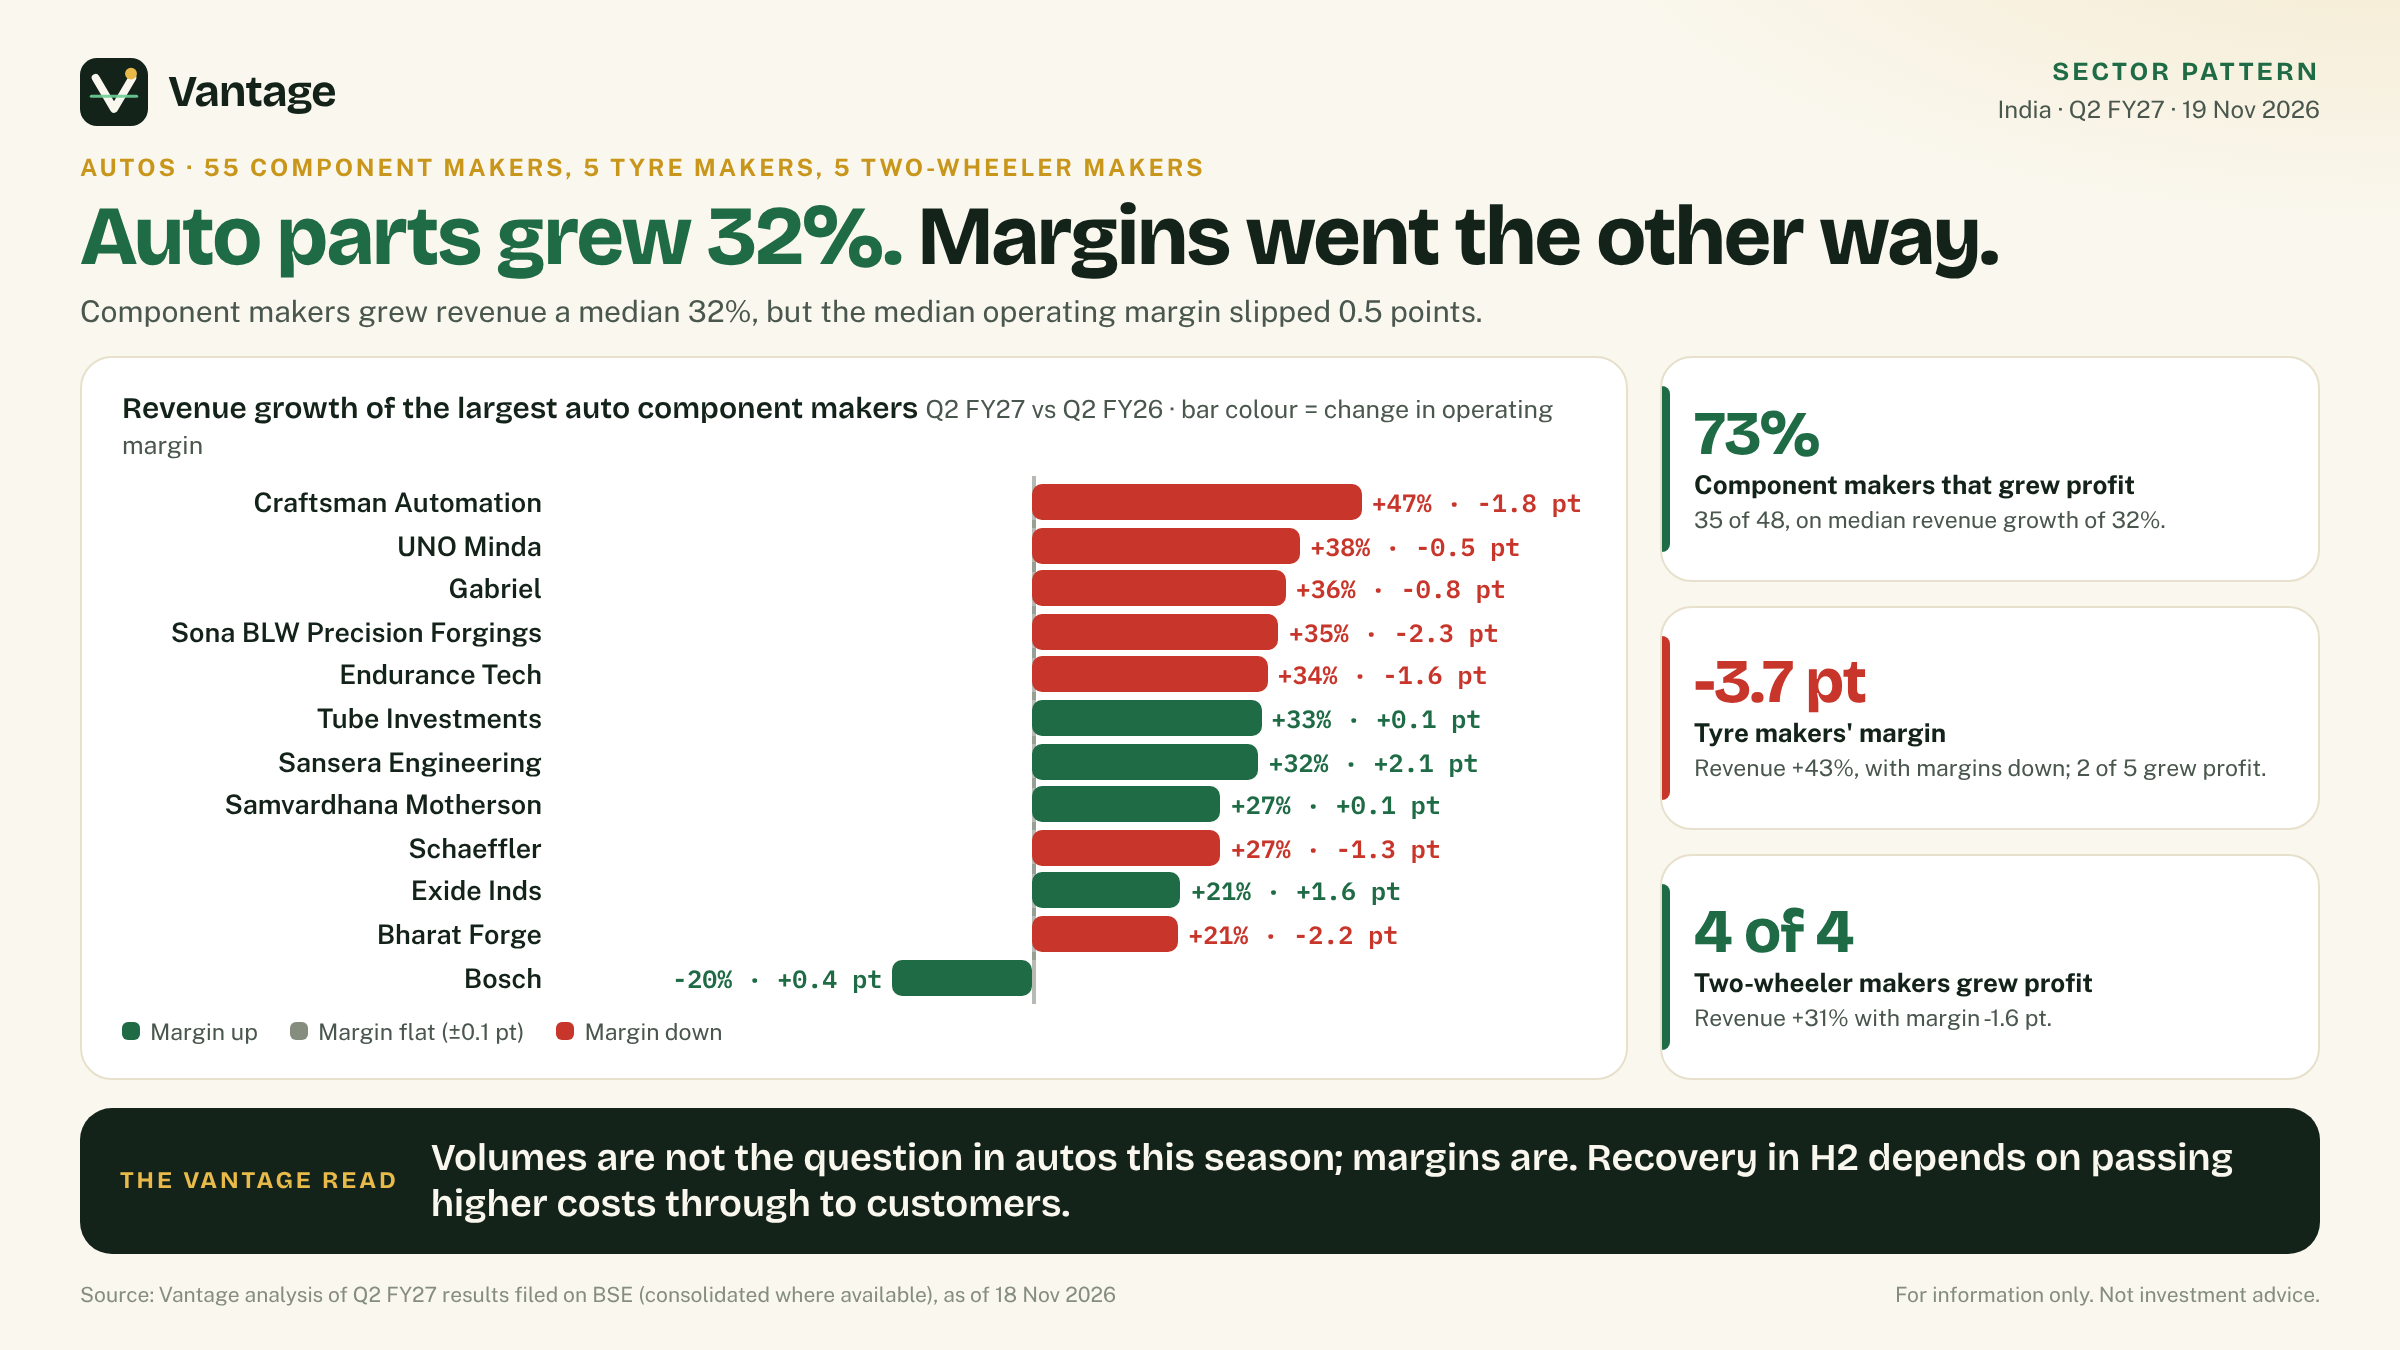 Vantage
SECTOR PATTERN
India · Q2 FY27 · 19 Nov 2026
AUTOS · 55 COMPONENT MAKERS, 5 TYRE MAKERS, 5 TWO-WHEELER MAKERS
Auto parts grew 32%. Margins went the other way.
Component makers grew revenue a median 32%, but the median operating margin slipped 0.5 points.
Revenue growth of the largest auto component makers Q2 FY27 vs Q2 FY26 · bar colour = change in operating
margin
Craftsman Automation +47% · -1.8 pt
UNO Minda +38% · -0.5 pt
Gabriel +36% · -0.8 pt
Sona BLW Precision Forgings +35% · -2.3 pt
Endurance Tech +34% · -1.6 pt
Tube Investments +33% · +0.1 pt
Sansera Engineering +32% · +2.1 pt
Samvardhana Motherson +27% · +0.1 pt
Schaeffler +27% · -1.3 pt
Exide Inds +21% · +1.6 pt
Bharat Forge +21% · -2.2 pt
Bosch -20% · +0.4 pt
Margin up Margin flat (±0.1 pt) Margin down
73%
Component makers that grew profit
35 of 48, on median revenue growth of 32%.
-3.7 pt
Tyre makers' margin
Revenue +43%, with margins down; 2 of 5 grew profit.
4 of 4
Two-wheeler makers grew profit
Revenue +31% with margin -1.6 pt.
THE VANTAGE READ
Volumes are not the question in autos this season; margins are. Recovery in H2 depends on passing
higher costs through to customers.
Source: Vantage analysis of Q2 FY27 results filed on BSE (consolidated where available), as of 18 Nov 2026
For information only. Not investment advice.